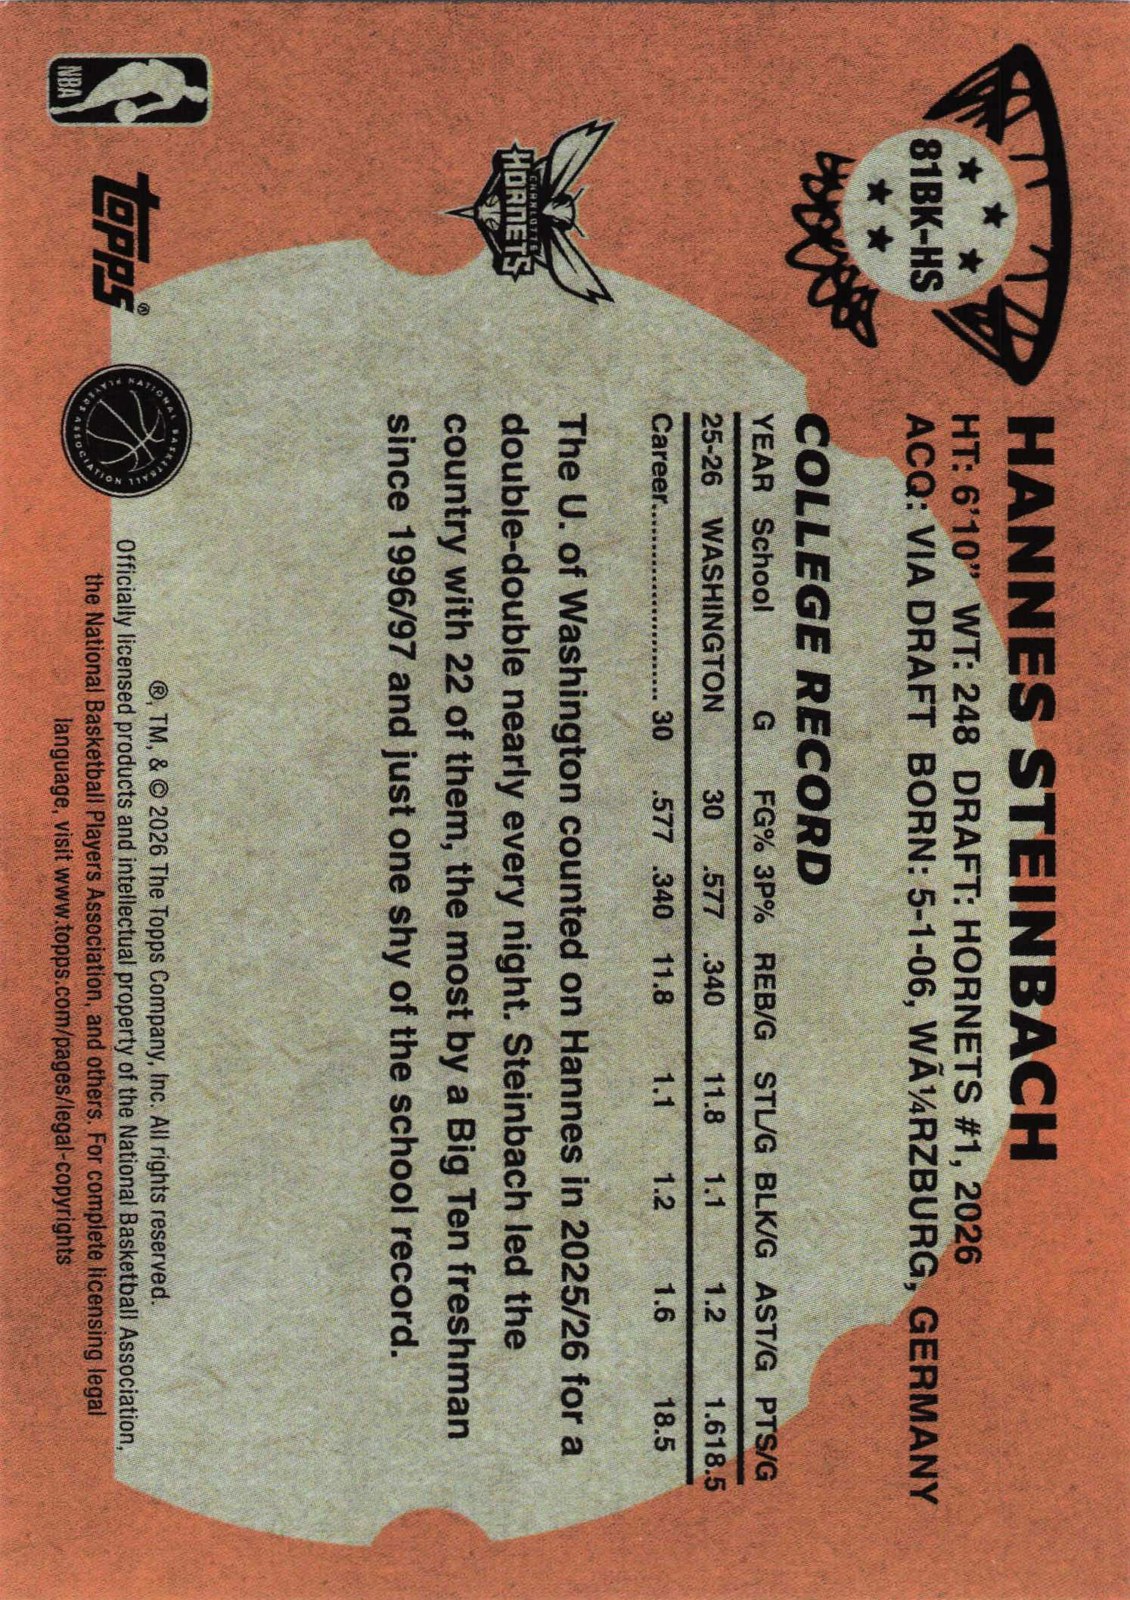 81BK-HS
HANNES STEINBACH
HT: 6'10" WT: 248 DRAFT: HORNETS #1, 2026
ACQ: VIA DRAFT BORN: 5-1-06, WÃ¼RZBURG, GERMANY
COLLEGE RECORD
YEAR School G FG% 3P% REB/G STL/G BLK/G AST/G PTS/G
25-26 WASHINGTON 30 .577 .340 11.8 1.1 1.2 1.618.5
Career 30 .577 .340 11.8 1.1 1.2 1.6 18.5
The U. of Washington counted on Hannes in 2025/26 for a
double-double nearly every night. Steinbach led the
country with 22 of them, the most by a Big Ten freshman
since 1996/97 and just one shy of the school record.
CHARLOTTE
HORNETS
NBA
topps®
NATIONAL BASKETBALL PLAYERS ASSOCIATION
®, TM, & © 2026 The Topps Company, Inc. All rights reserved.
Officially licensed products and intellectual property of the National Basketball Association,
the National Basketball Players Association, and others. For complete licensing legal
language, visit www.topps.com/pages/legal-copyrights